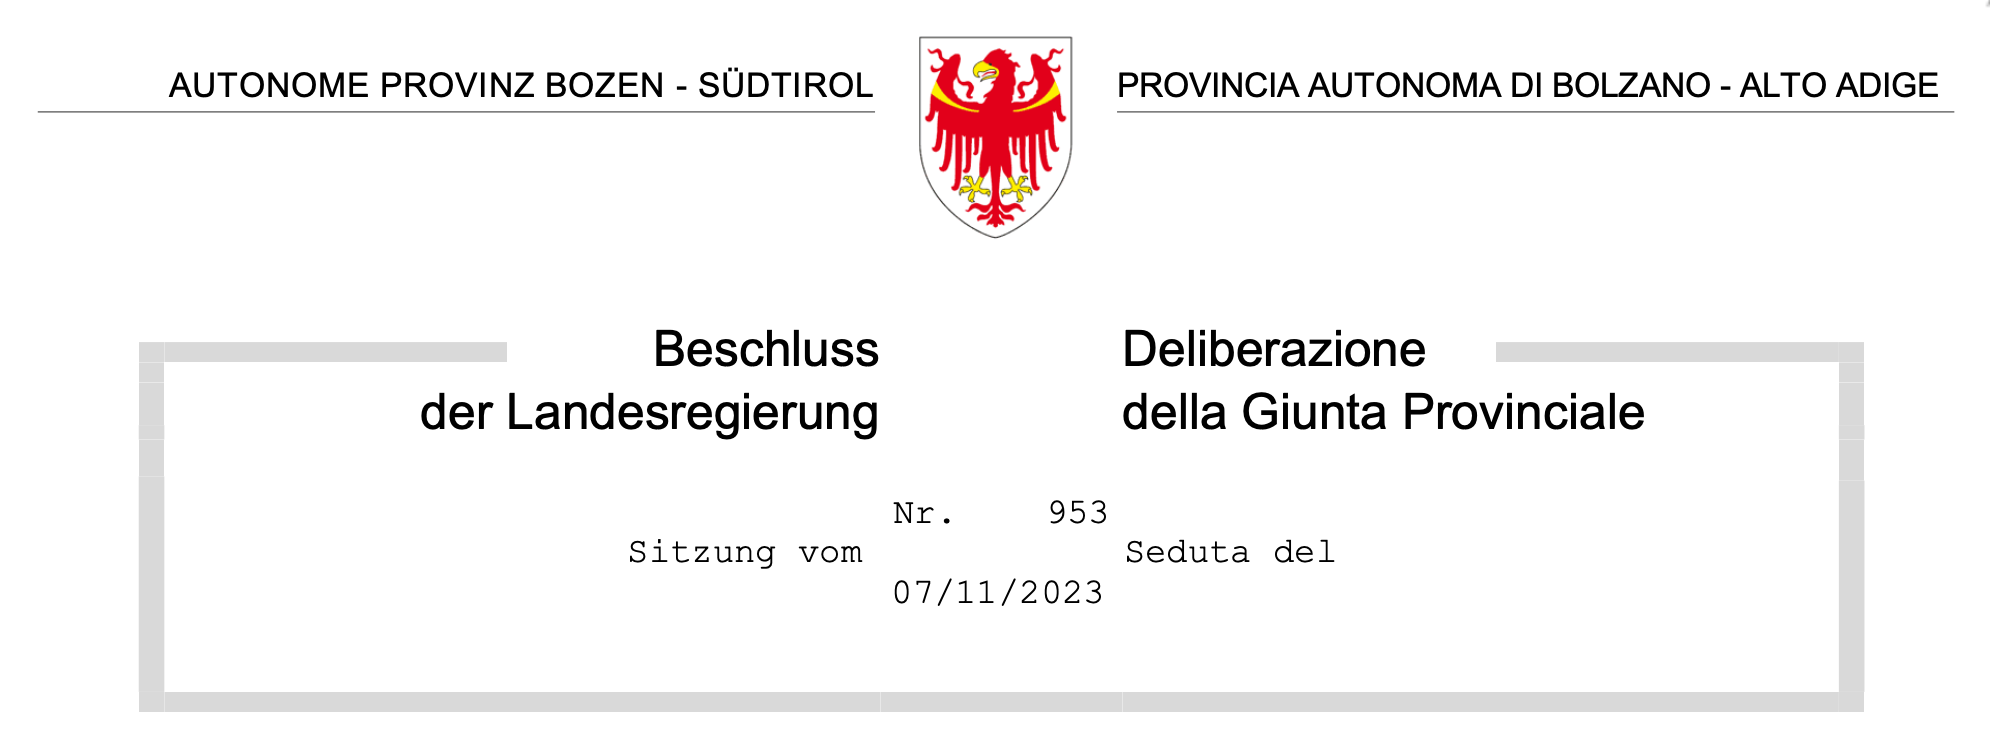 AUTONOME PROVINZ BOZEN - SÜDTIROL
PROVINCIA AUTONOMA DI BOLZANO - ALTO ADIGE
Beschluss
der Landesregierung
Deliberazione
della Giunta Provinciale
Nr. 953
Sitzung vom
Seduta del
07/11/2023